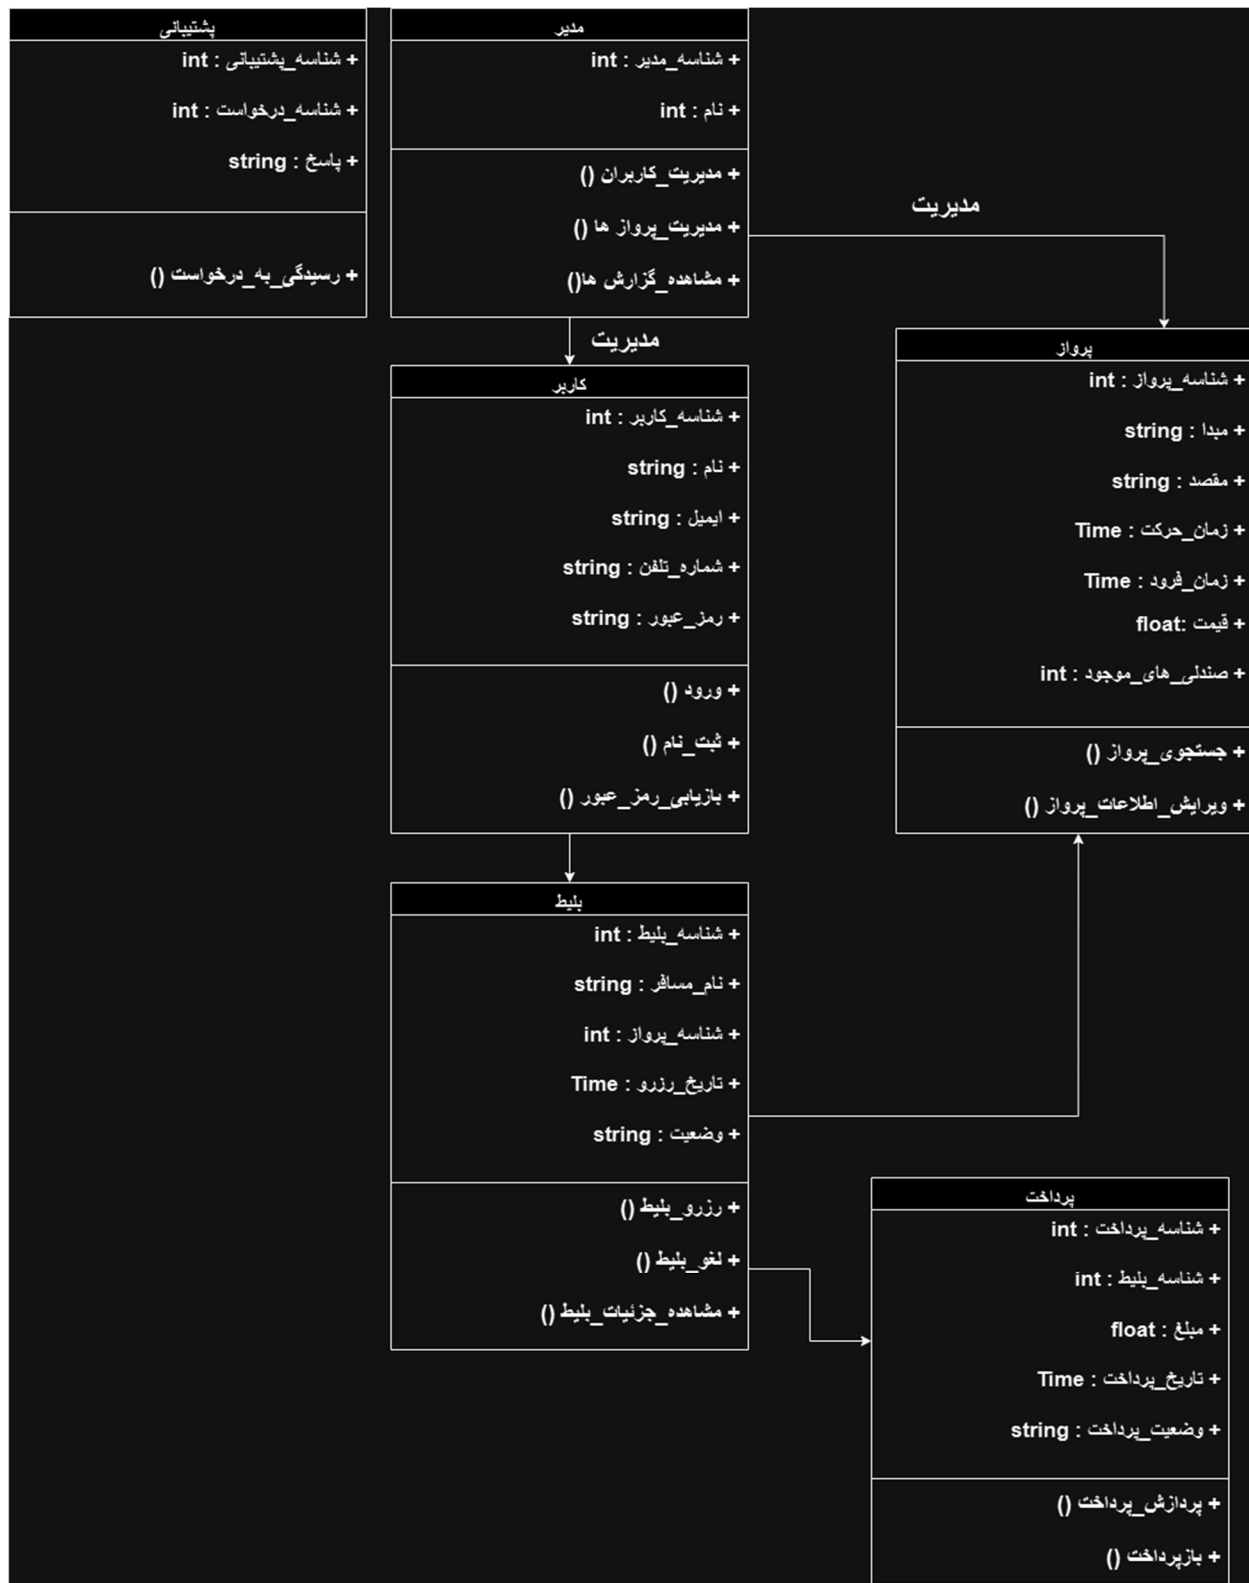 پشتیبانی
+ شناسه_پشتیبانی : int
+ شناسه_درخواست : int
+ پاسخ : string
+ رسیدگی_به_درخواست ()
مدیر
+ شناسه_مدیر : int
+ نام : int
+ مدیریت_کاربران ()
+ مدیریت_پرواز ها ()
+ مشاهده_گزارش ها()
مدیریت
مدیریت
پرواز
+ شناسه_پرواز : int
+ مبدا : string
+ مقصد : string
+ زمان_حرکت : Time
+ زمان_فرود : Time
+ قیمت :float
+ صندلی_های_موجود : int
+ جستجوی_پرواز ()
+ ویرایش_اطلاعات_پرواز ()
کاربر
+ شناسه_کاربر : int
+ نام : string
+ ایمیل : string
+ شماره_تلفن : string
+ رمز_عبور : string
+ ورود ()
+ ثبت_نام ()
+ بازیابی_رمز_عبور ()
بلیط
+ شناسه_بلیط : int
+ نام_مسافر : string
+ شناسه_پرواز : int
+ تاریخ_رزرو : Time
+ وضعیت : string
+ رزرو_بلیط ()
+ لغو_بلیط ()
+ مشاهده_جزئیات_بلیط ()
پرداخت
+ شناسه_پرداخت : int
+ شناسه_بلیط : int
+ مبلغ : float
+ تاریخ_پرداخت : Time
+ وضعیت_پرداخت : string
+ پردازش_پرداخت ()
+ بازپرداخت ()